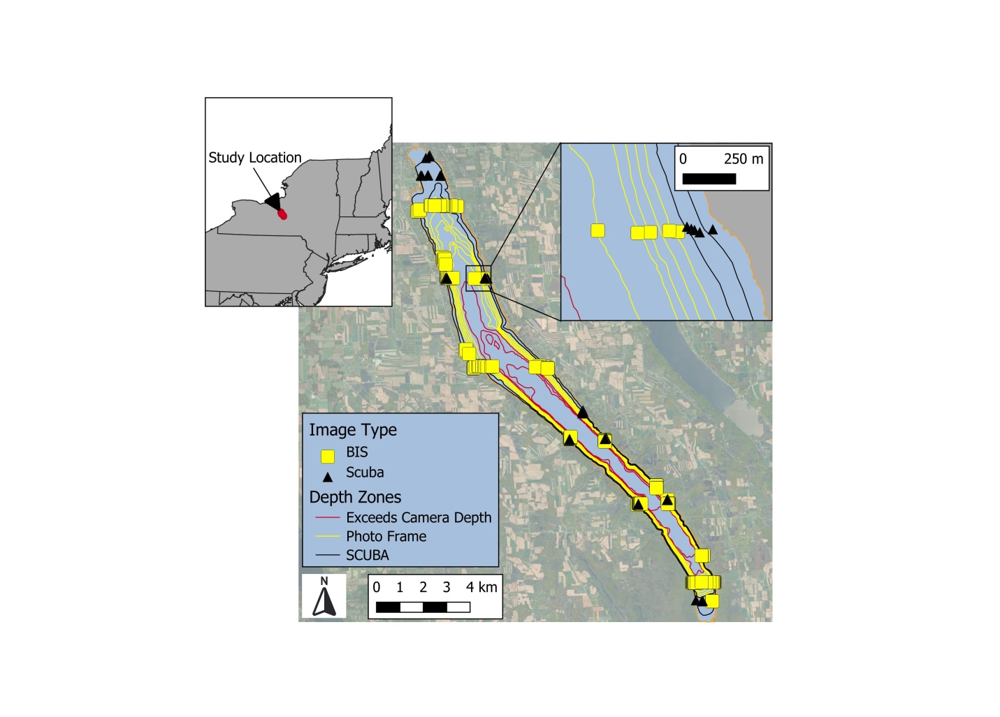 Study Location
0 250 m
Image Type
BIS
Scuba
Depth Zones
Exceeds Camera Depth
Photo Frame
SCUBA
N
0 1 2 3 4 km